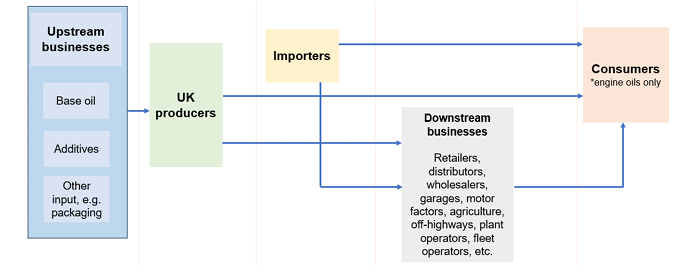 Upstream
businesses
Base oil
Additives
Other
input, e.g.
packaging
UK
producers
Importers
Downstream
businesses
Retailers,
distributors,
wholesalers,
garages, motor
factors, agriculture,
off-highways, plant
operators, fleet
operators, etc.
Consumers
*engine oils only